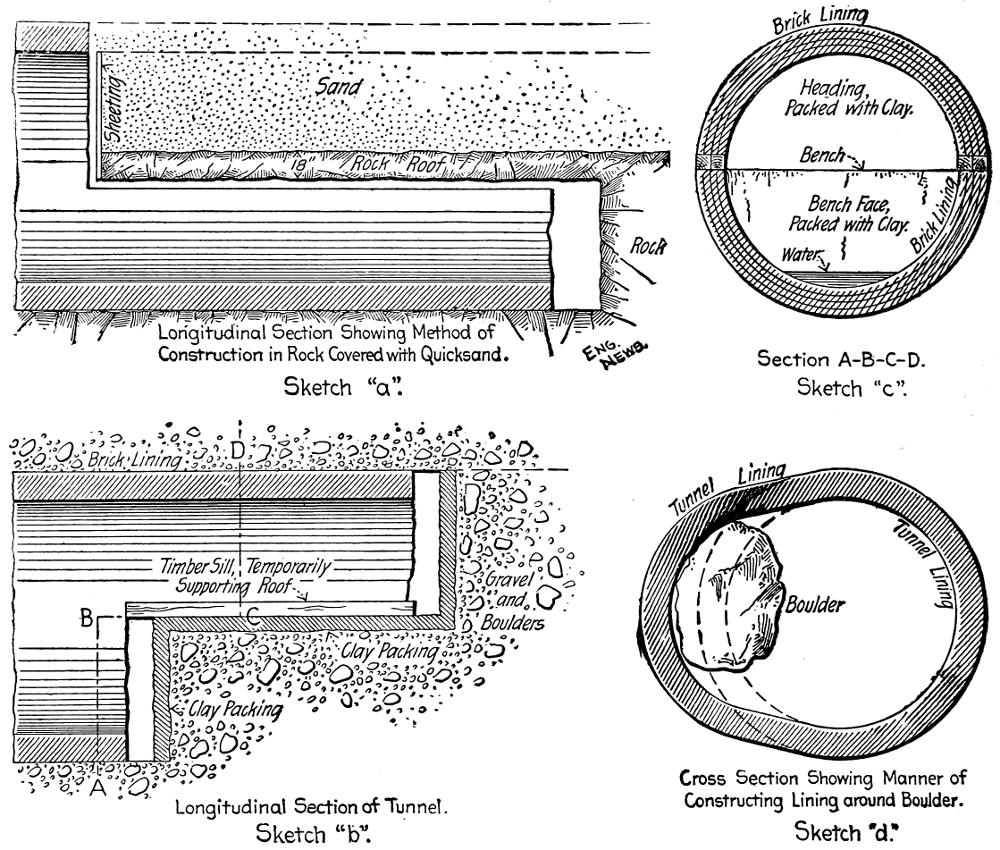 Sheeting
Sand
18" Rock Roof
Rock
Longitudinal Section Showing Method of
Construction in Rock Covered with Quicksand.
ENG.
NEWS.
Sketch "a".
Brick Lining
Heading,
Packed with Clay.
Bench
Bench Face,
Packed with Clay.
Brick Lining
Water
Section A-B-C-D.
Sketch "c".
D
Brick Lining
Timber Sill, Temporarily
Supporting Roof
Gravel
and
Boulders
B
C
Clay Packing
Clay Packing
A
Longitudinal Section of Tunnel.
Sketch "b".
Tunnel Lining
Tunnel Lining
Boulder
Cross Section Showing Manner of
Constructing Lining around Boulder.
Sketch "d."